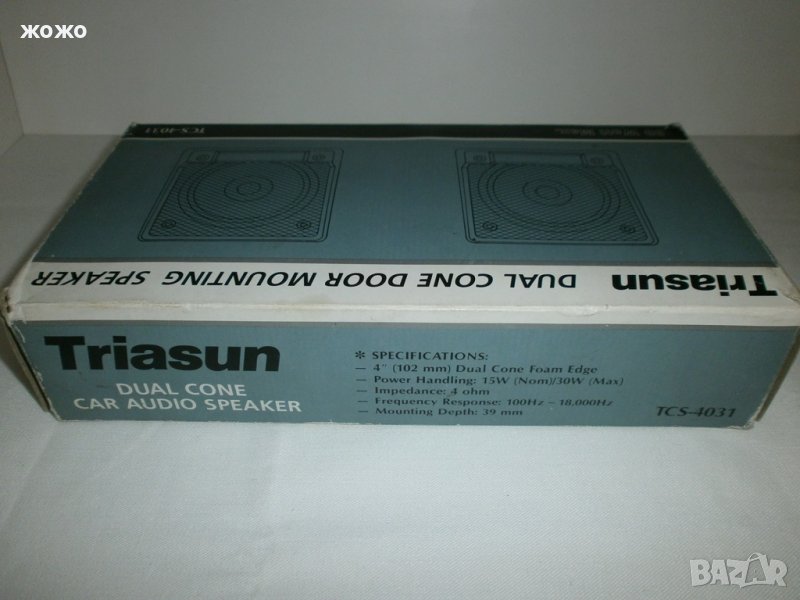 жожо
TCS-4031
Triasun DUAL CONE DOOR MOUNTING SPEAKER
Triasun
DUAL CONE
CAR AUDIO SPEAKER
* SPECIFICATIONS:
— 4" (102 mm) Dual Cone Foam Edge
— Power Handling: 15W (Nom)/30W (Max)
— Impedance: 4 ohm
— Frequency Response: 100Hz – 18,000Hz
— Mounting Depth: 39 mm
TCS-4031
BAZAR